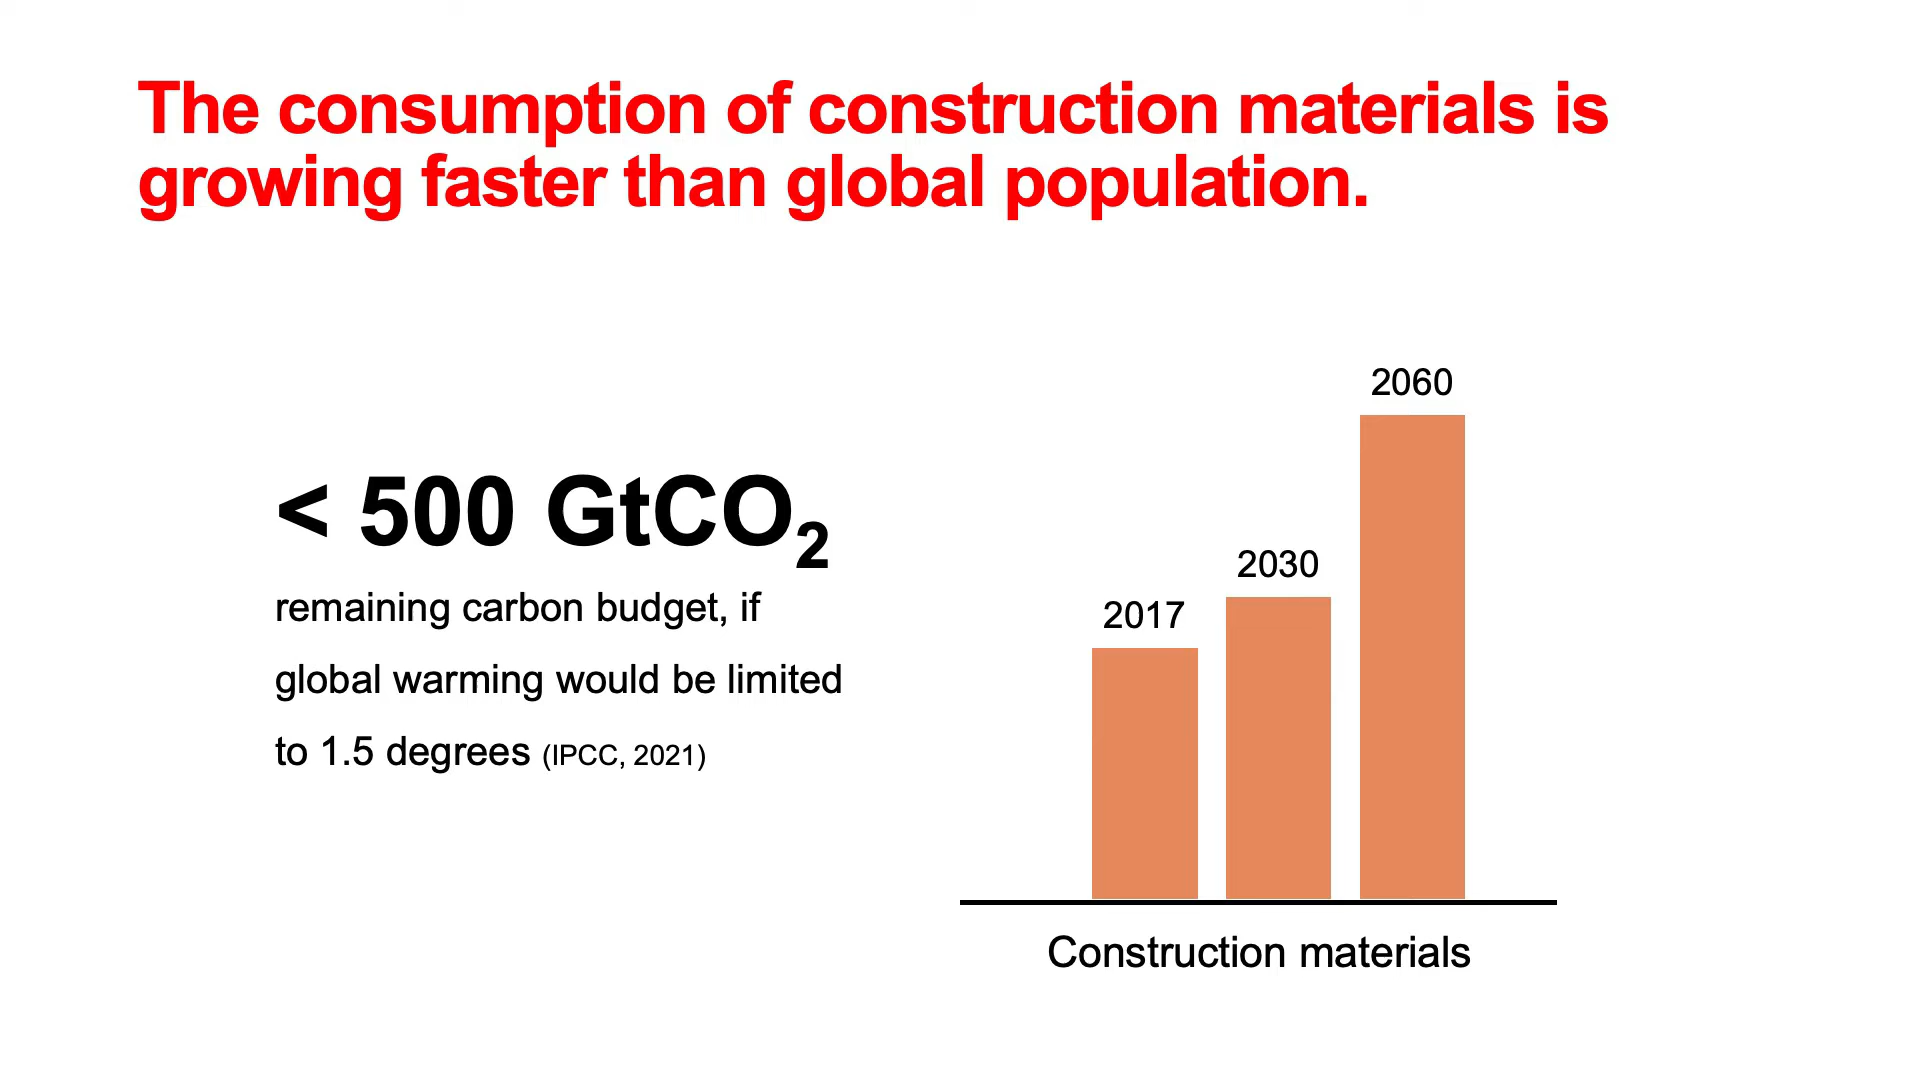 The consumption of construction materials is
growing faster than global population.
< 500 GtCO₂
remaining carbon budget, if
global warming would be limited
to 1.5 degrees (IPCC, 2021)
2017
2030
2060
Construction materials